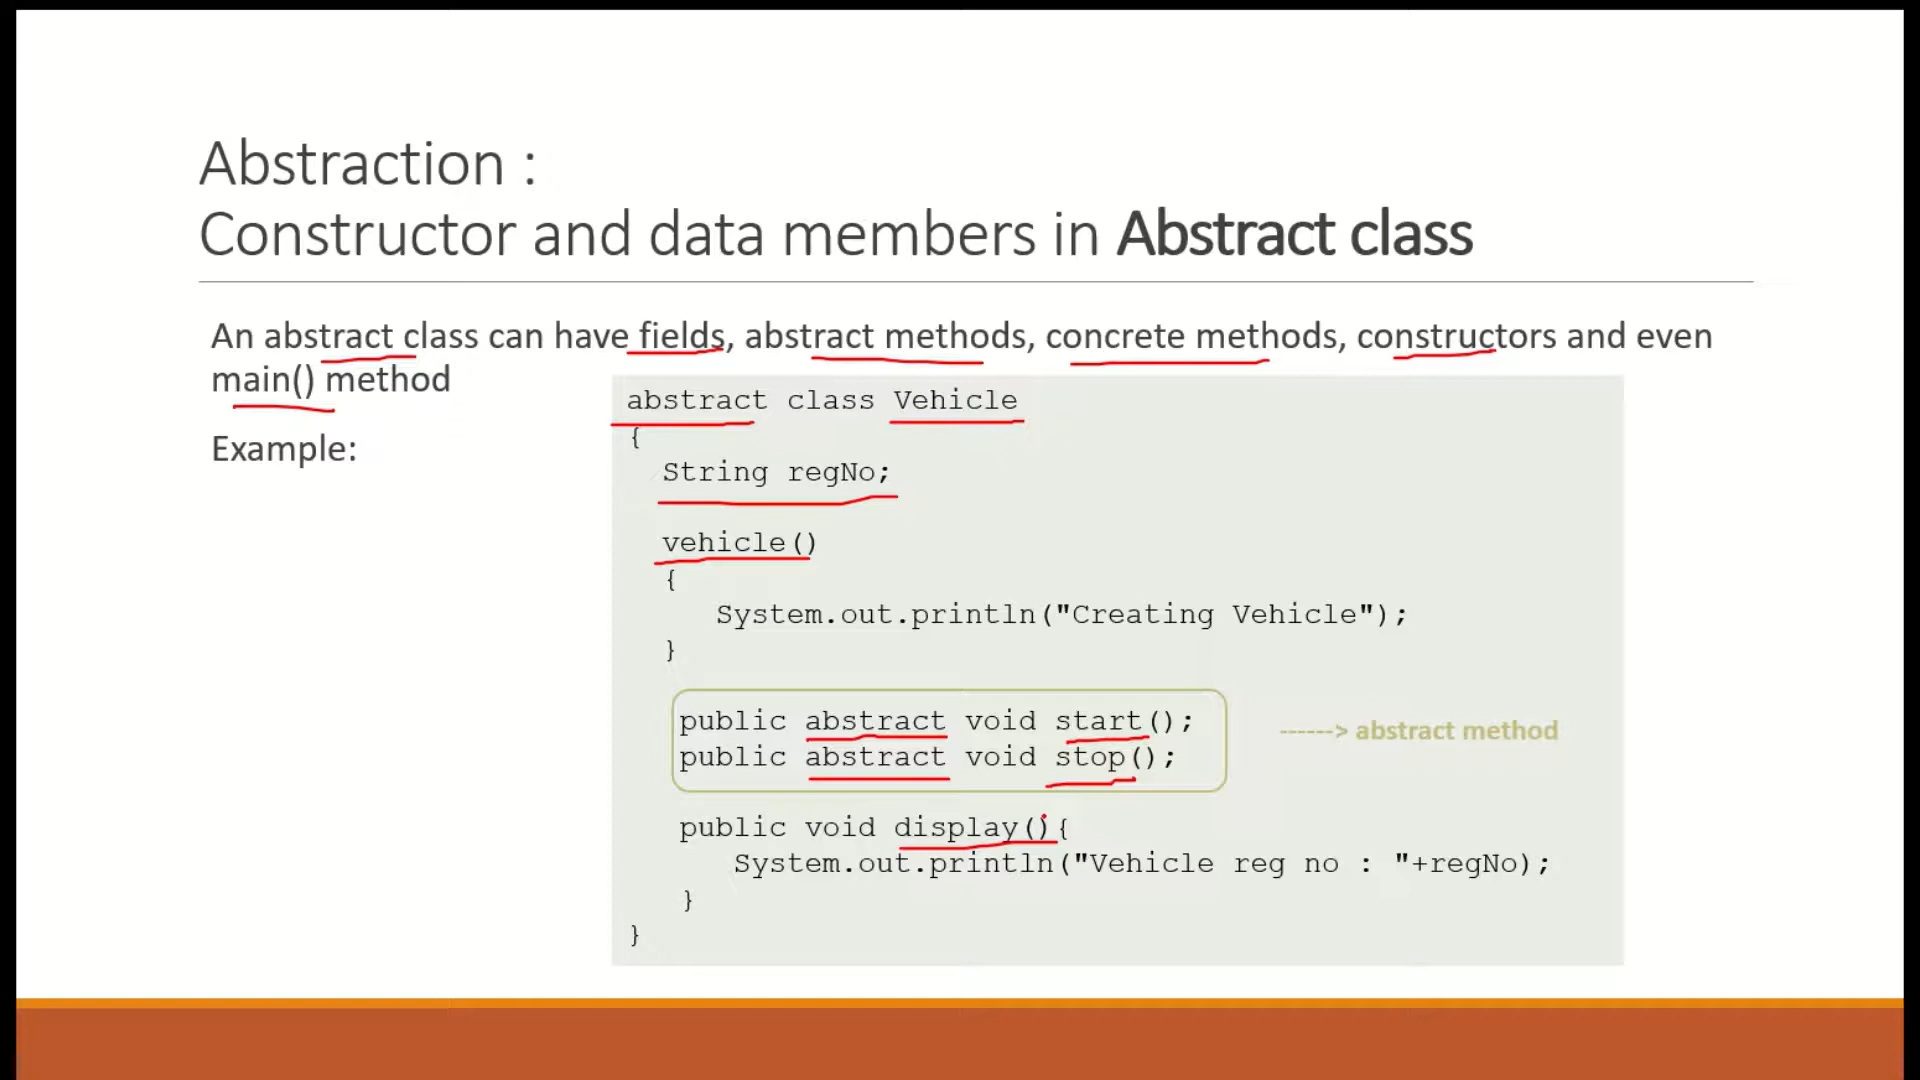 Abstraction :
Constructor and data members in Abstract class
An abstract class can have fields, abstract methods, concrete methods, constructors and even
main() method
Example:
abstract class Vehicle
{
String regNo;
vehicle()
{
System.out.println("Creating Vehicle");
}
public abstract void start();
public abstract void stop();
------> abstract method
public void display(){
System.out.println("Vehicle reg no : "+regNo);
}
}